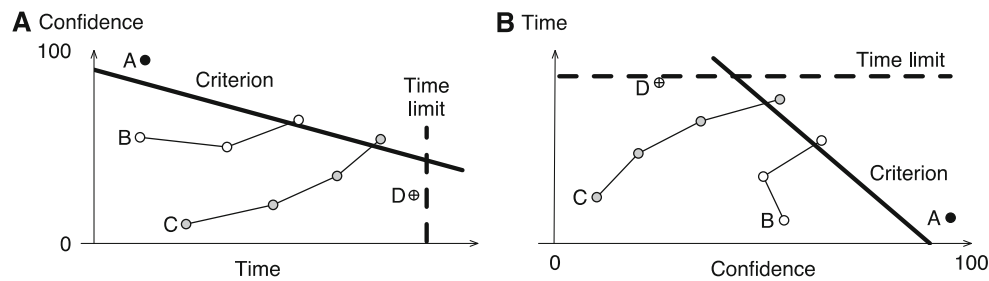 A Confidence
100
A
Criterion
Time
limit
B
D
C
0
Time
B Time
Time limit
D
Criterion
C
B
A
0
Confidence
100